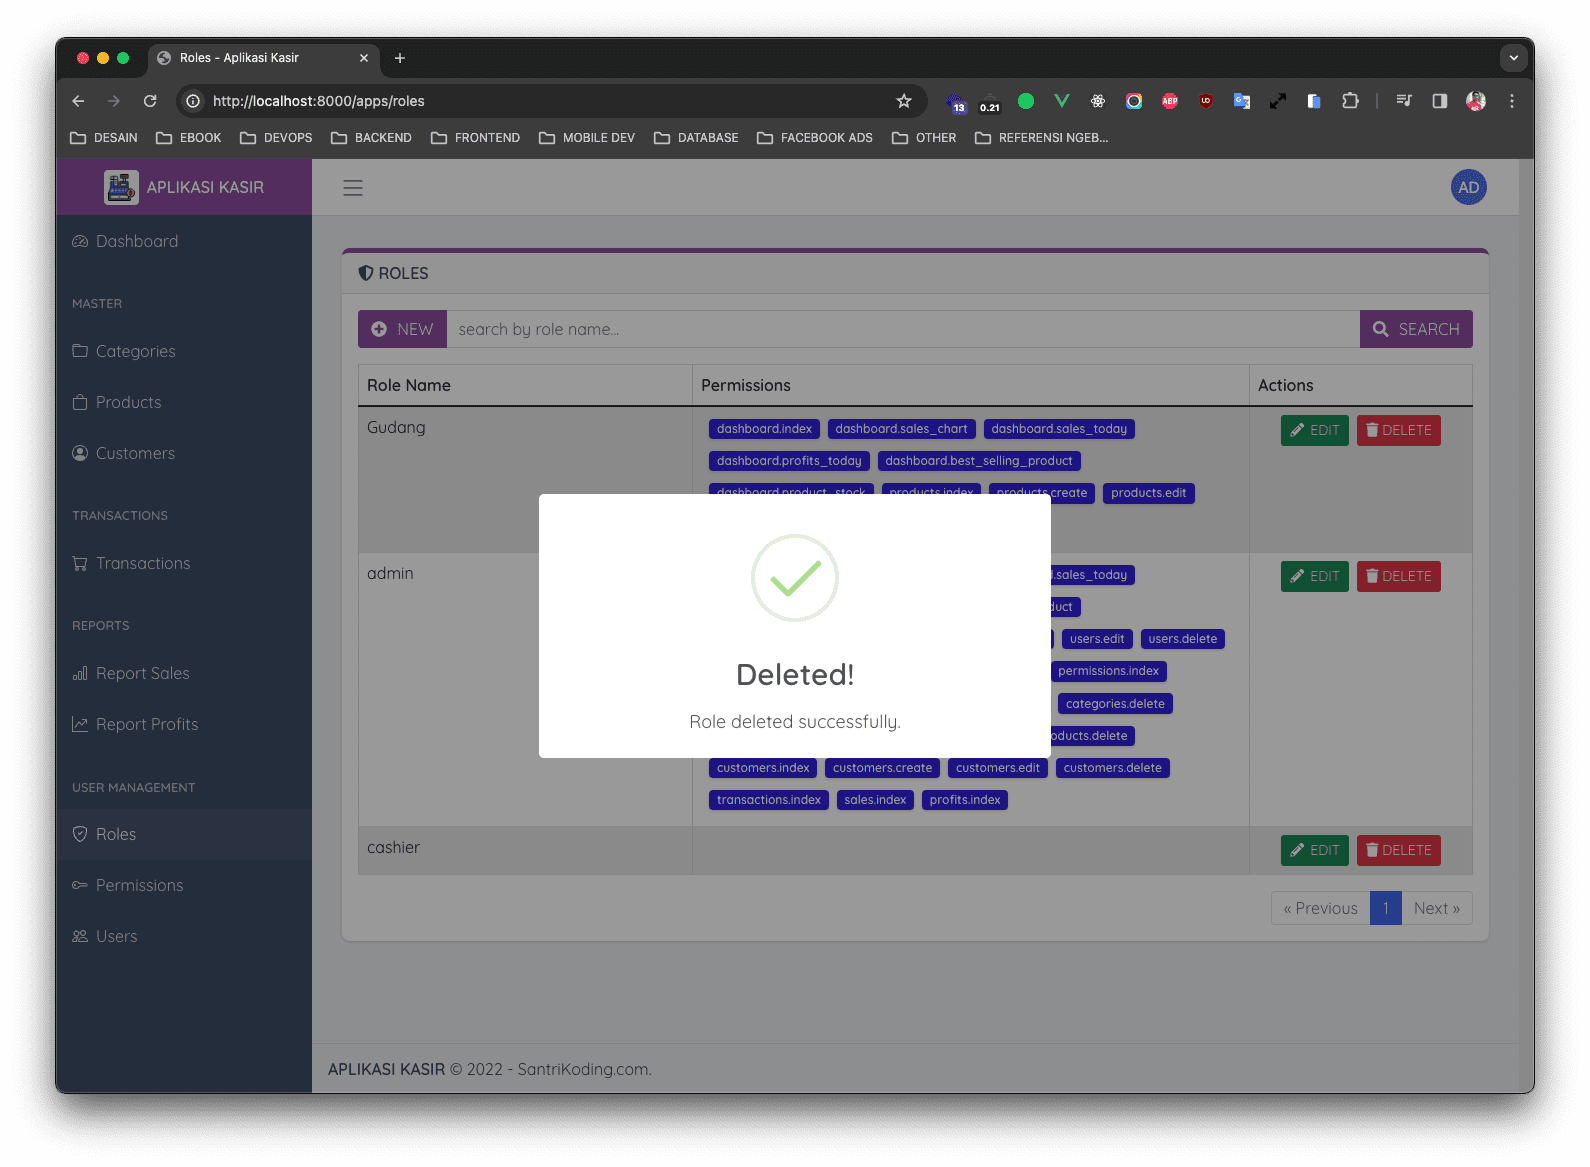 Roles - Aplikasi Kasir
http://localhost:8000/apps/roles
13
0.21
ABP
DESAIN EBOOK DEVOPS BACKEND FRONTEND MOBILE DEV DATABASE FACEBOOK ADS OTHER REFERENSI NGEB...
APLIKASI KASIR
AD
Dashboard
MASTER
Categories
Products
Customers
TRANSACTIONS
Transactions
REPORTS
Report Sales
Report Profits
USER MANAGEMENT
Roles
Permissions
Users
ROLES
NEW search by role name... SEARCH
Role Name Permissions Actions
Gudang dashboard.index dashboard.sales_chart dashboard.sales_today EDIT DELETE
dashboard.profits_today dashboard.best_selling_product
dashboard.product_stock products.index products.create products.edit
admin .sales_today EDIT DELETE
duct
users.edit users.delete
permissions.index
categories.delete
oducts.delete
customers.index customers.create customers.edit customers.delete
transactions.index sales.index profits.index
cashier EDIT DELETE
Deleted!
Role deleted successfully.
« Previous 1 Next »
APLIKASI KASIR © 2022 - SantriKoding.com.